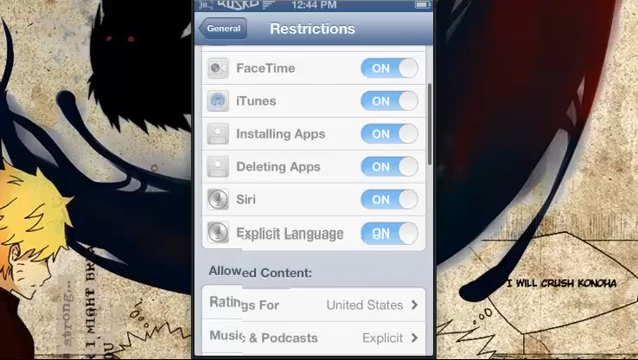 12:44 PM
General
Restrictions
FaceTime ON
iTunes ON
Installing Apps ON
Deleting Apps ON
Siri ON
Explicit Language ON
Allowed Content:
Ratings For United States
Music & Podcasts Explicit
I WILL CRUSH KONOHA
strong...